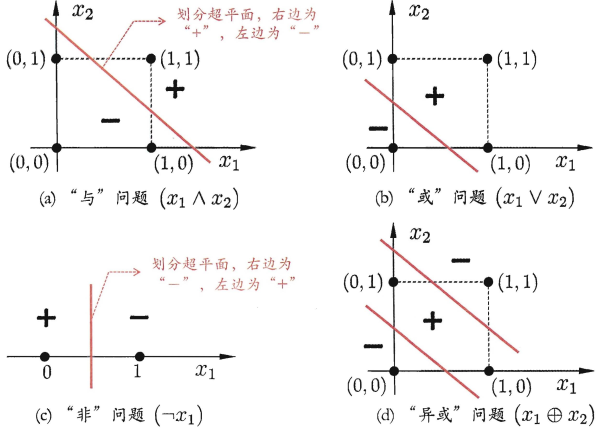 x₂
划分超平面，右边为
“+”，左边为“−”
(0,1)
(1,1)
+
−
(0,0)
(1,0)
x₁
(a) “与”问题 (x₁ ∧ x₂)
x₂
(0,1)
(1,1)
+
−
(0,0)
(1,0)
x₁
(b) “或”问题 (x₁ ∨ x₂)
划分超平面，右边为
“−”，左边为“+”
+
−
0
1
x₁
(c) “非”问题 (¬x₁)
x₂
−
(0,1)
(1,1)
+
−
(0,0)
(1,0)
x₁
(d) “异或”问题 (x₁ ⊕ x₂)